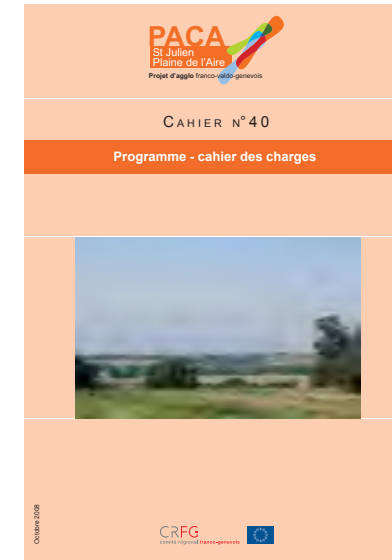 PACA
St Julien
Plaine de l'Aire
Projet d'agglo franco-valdo-genevois
CAHIER N°40
Programme - cahier des charges
Octobre 2008
CRFG
comité régional franco-genevois